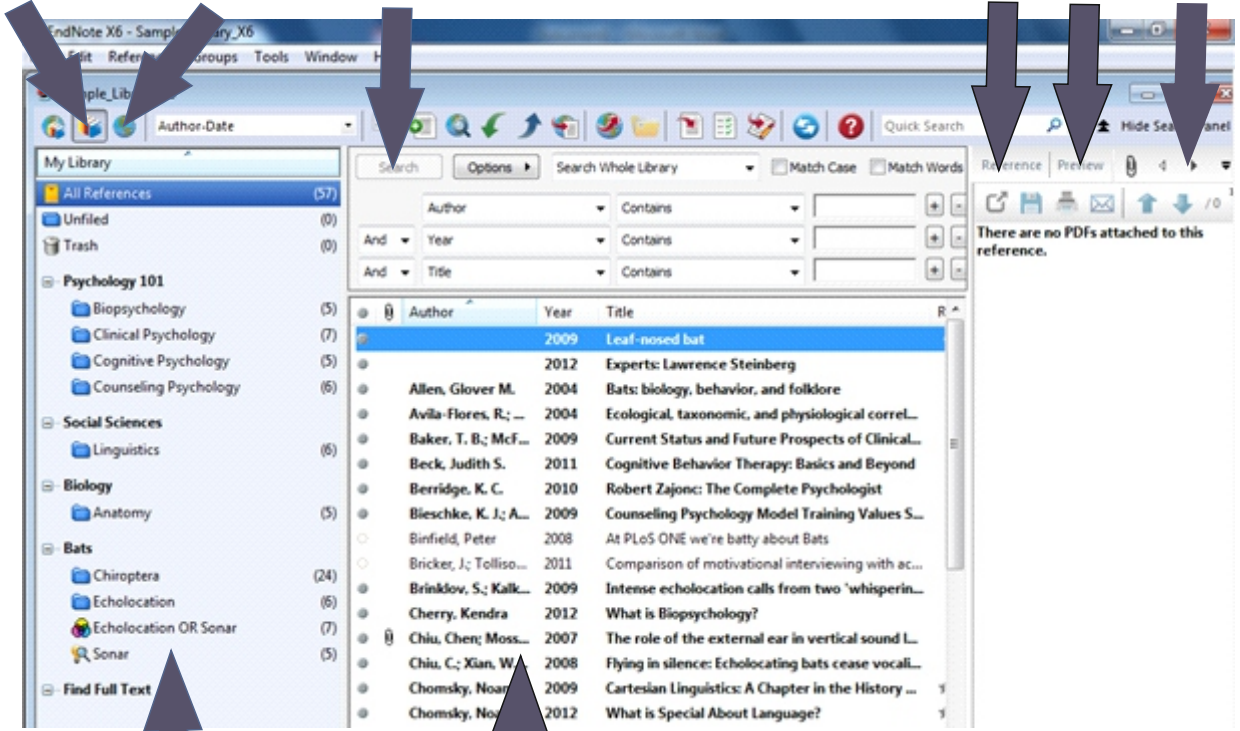 EndNote X6 - Sample Library_X6
Edit Groups Tools Window
Author-Date Quick Search Hide
My Library
All References (57)
Unfiled (0)
Trash (0)
Psychology 101
Biopsychology (5)
Clinical Psychology (7)
Cognitive Psychology (5)
Counseling Psychology (6)
Social Sciences
Linguistics (6)
Biology
Anatomy (5)
Bats
Chiroptera (24)
Echolocation (6)
Echolocation OR Sonar (7)
Sonar (5)
Find Full Text
Search Options Search Whole Library Match Case Match Words
Author Contains + -
And Year Contains + -
And Title Contains + -
Author Year Title R
2009 Leaf-nosed bat
2012 Experts: Lawrence Steinberg
Allen, Glover M. 2004 Bats: biology, behavior, and folklore
Avila-Flores, R.; ... 2004 Ecological, taxonomic, and physiological correl...
Baker, T. B.; McF... 2009 Current Status and Future Prospects of Clinical...
Beck, Judith S. 2011 Cognitive Behavior Therapy: Basics and Beyond
Berridge, K. C. 2010 Robert Zajonc: The Complete Psychologist
Bieschke, K. J.; A... 2009 Counseling Psychology Model Training Values S...
Binfield, Peter 2008 At PLoS ONE we're batty about Bats
Bricker, J.; Tolliso... 2011 Comparison of motivational interviewing with ac...
Brinklov, S.; Kalk... 2009 Intense echolocation calls from two 'whisperin...
Cherry, Kendra 2012 What is Biopsychology?
Chiu, Chen; Moss... 2007 The role of the external ear in vertical sound l...
Chiu, C.; Xian, W. 2008 Flying in silence: Echolocating bats cease vocali...
Chomsky, Noam 2009 Cartesian Linguistics: A Chapter in the History ...
Chomsky, 2012 What is Special About Language?
Reference Preview
/0
There are no PDFs attached to this
reference.